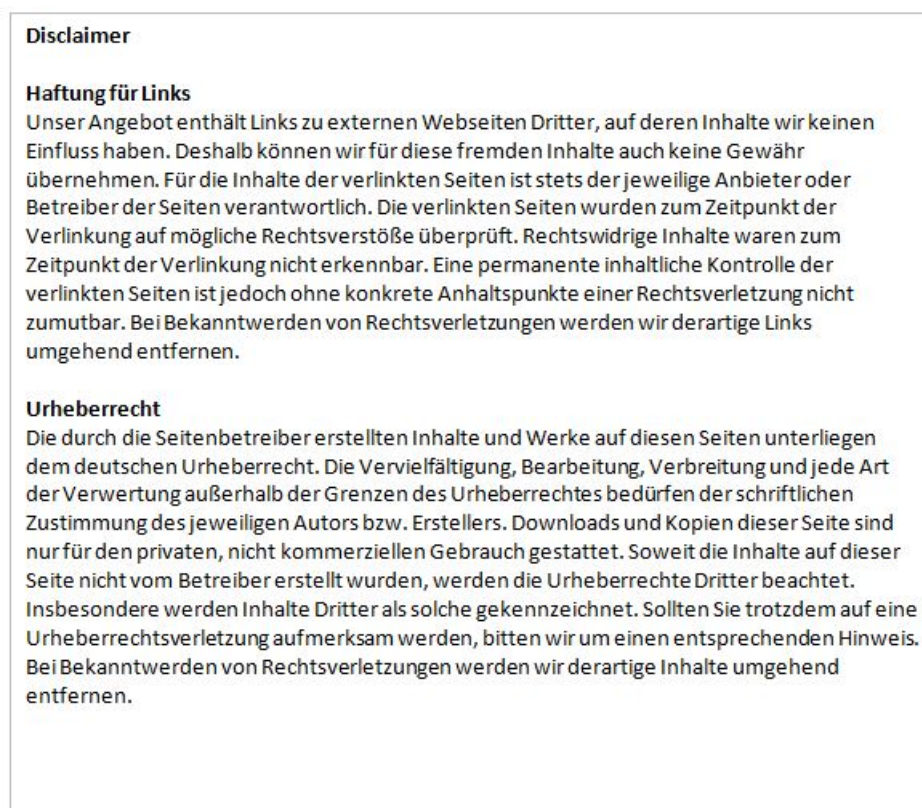 Disclaimer
Haftung für Links
Unser Angebot enthält Links zu externen Webseiten Dritter, auf deren Inhalte wir keinen
Einfluss haben. Deshalb können wir für diese fremden Inhalte auch keine Gewähr
übernehmen. Für die Inhalte der verlinkten Seiten ist stets der jeweilige Anbieter oder
Betreiber der Seiten verantwortlich. Die verlinkten Seiten wurden zum Zeitpunkt der
Verlinkung auf mögliche Rechtsverstöße überprüft. Rechtswidrige Inhalte waren zum
Zeitpunkt der Verlinkung nicht erkennbar. Eine permanente inhaltliche Kontrolle der
verlinkten Seiten ist jedoch ohne konkrete Anhaltspunkte einer Rechtsverletzung nicht
zumutbar. Bei Bekanntwerden von Rechtsverletzungen werden wir derartige Links
umgehend entfernen.
Urheberrecht
Die durch die Seitenbetreiber erstellten Inhalte und Werke auf diesen Seiten unterliegen
dem deutschen Urheberrecht. Die Vervielfältigung, Bearbeitung, Verbreitung und jede Art
der Verwertung außerhalb der Grenzen des Urheberrechtes bedürfen der schriftlichen
Zustimmung des jeweiligen Autors bzw. Erstellers. Downloads und Kopien dieser Seite sind
nur für den privaten, nicht kommerziellen Gebrauch gestattet. Soweit die Inhalte auf dieser
Seite nicht vom Betreiber erstellt wurden, werden die Urheberrechte Dritter beachtet.
Insbesondere werden Inhalte Dritter als solche gekennzeichnet. Sollten Sie trotzdem auf eine
Urheberrechtsverletzung aufmerksam werden, bitten wir um einen entsprechenden Hinweis.
Bei Bekanntwerden von Rechtsverletzungen werden wir derartige Inhalte umgehend
entfernen.